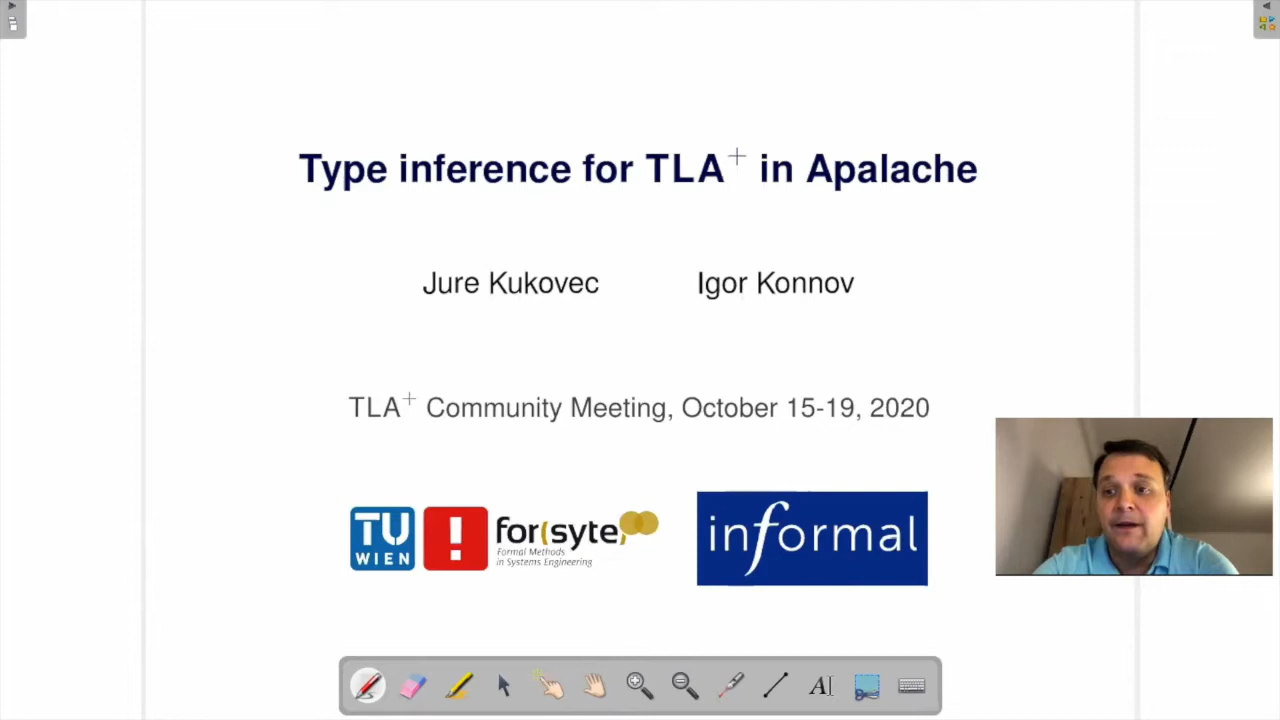 Type inference for TLA⁺ in Apalache
Jure Kukovec Igor Konnov
TLA⁺ Community Meeting, October 15-19, 2020
TU WIEN ! for(syte; Formal Methods in Systems Engineering
informal
AI